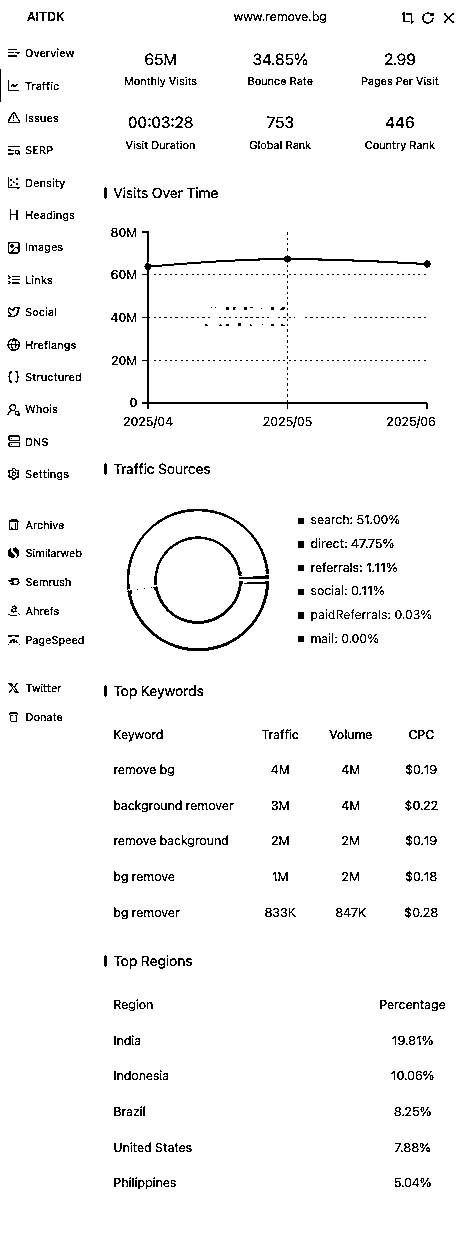 AITDK
www.remove.bg
Overview
Traffic
Issues
SERP
Density
Headings
Images
Links
Social
Hreflangs
Structured
Whois
DNS
Settings
Archive
Similarweb
Semrush
Ahrefs
PageSpeed
Twitter
Donate
65M 34.85% 2.99
Monthly Visits Bounce Rate Pages Per Visit
00:03:28 753 446
Visit Duration Global Rank Country Rank
Visits Over Time
80M
60M
40M
20M
0
2025/04 2025/05 2025/06
Traffic Sources
search: 51.00%
direct: 47.75%
referrals: 1.11%
social: 0.11%
paidReferrals: 0.03%
mail: 0.00%
Top Keywords
Keyword Traffic Volume CPC
remove bg 4M 4M $0.19
background remover 3M 4M $0.22
remove background 2M 2M $0.19
bg remove 1M 2M $0.18
bg remover 833K 847K $0.28
Top Regions
Region Percentage
India 19.81%
Indonesia 10.06%
Brazil 8.25%
United States 7.88%
Philippines 5.04%